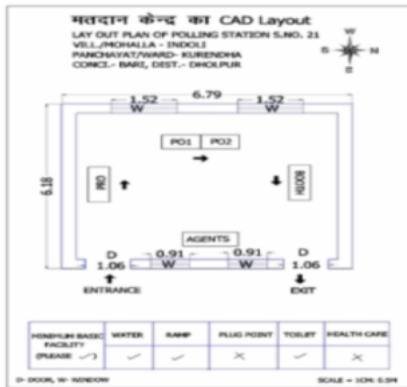 मतदान केन्द्र का CAD Layout
LAY OUT PLAN OF POLLING STATION S.NO. 21
VILL./MOHALLA - INDOLI
PANCHAYAT/WARD- KURENDHA
CONCI.- BARI, DIST.- DHOLPUR
W
S N
6.79
1.52 1.52
W W
PO1 PO2
6.18
PRO
BOOTH
AGENTS
D 0.91 0.91 D
1.06 W W 1.06
ENTRANCE EXIT
MINIMUM BASIC FACILITY (PLEASE ✓) WATER RAMP PLUG POINT TOILET HEALTH CARE
✓ ✓ × ✓ ×
D- DOOR, W- WINDOW SCALE = 1CM: 0.5M